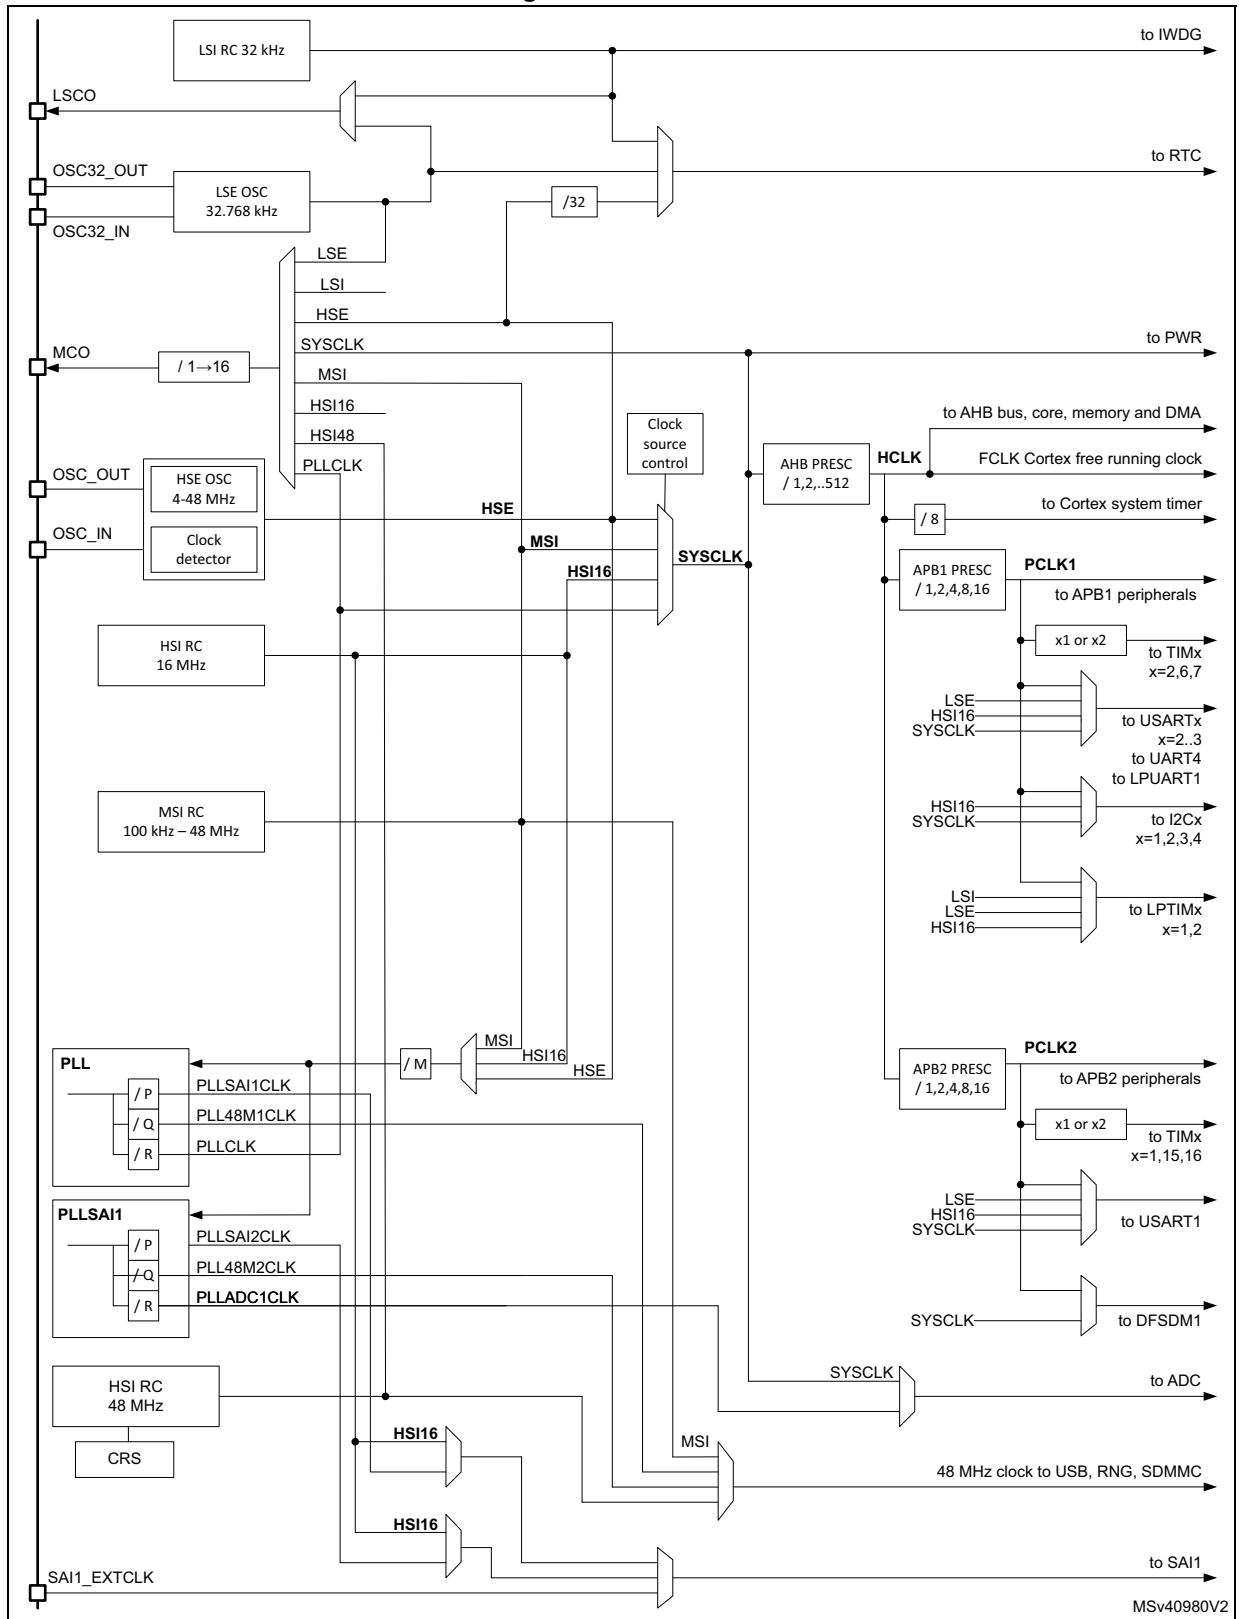 LSI RC 32 kHz
to IWDG
LSCO
to RTC
OSC32_OUT
LSE OSC
32.768 kHz
/32
OSC32_IN
LSE
LSI
HSE
SYSCLK
to PWR
MCO
/ 1→16
MSI
HSI16
HSI48
PLLCLK
Clock
source
control
to AHB bus, core, memory and DMA
AHB PRESC
/ 1,2,..512
HCLK
FCLK Cortex free running clock
OSC_OUT
HSE OSC
4-48 MHz
OSC_IN
Clock
detector
HSE
MSI
HSI16
SYSCLK
/ 8
to Cortex system timer
APB1 PRESC
/ 1,2,4,8,16
PCLK1
to APB1 peripherals
HSI RC
16 MHz
x1 or x2
to TIMx
x=2,6,7
LSE
HSI16
SYSCLK
to USARTx
x=2..3
to UART4
to LPUART1
MSI RC
100 kHz – 48 MHz
HSI16
SYSCLK
to I2Cx
x=1,2,3,4
LSI
LSE
HSI16
to LPTIMx
x=1,2
PLL
/ M
MSI
HSI16
HSE
/ P
PLLSAI1CLK
/ Q
PLL48M1CLK
/ R
PLLCLK
APB2 PRESC
/ 1,2,4,8,16
PCLK2
to APB2 peripherals
x1 or x2
to TIMx
x=1,15,16
PLLSAI1
/ P
PLLSAI2CLK
/ Q
PLL48M2CLK
/ R
PLLADC1CLK
LSE
HSI16
SYSCLK
to USART1
SYSCLK
to DFSDM1
SYSCLK
to ADC
HSI RC
48 MHz
CRS
HSI16
MSI
48 MHz clock to USB, RNG, SDMMC
HSI16
SAI1_EXTCLK
to SAI1
MSv40980V2